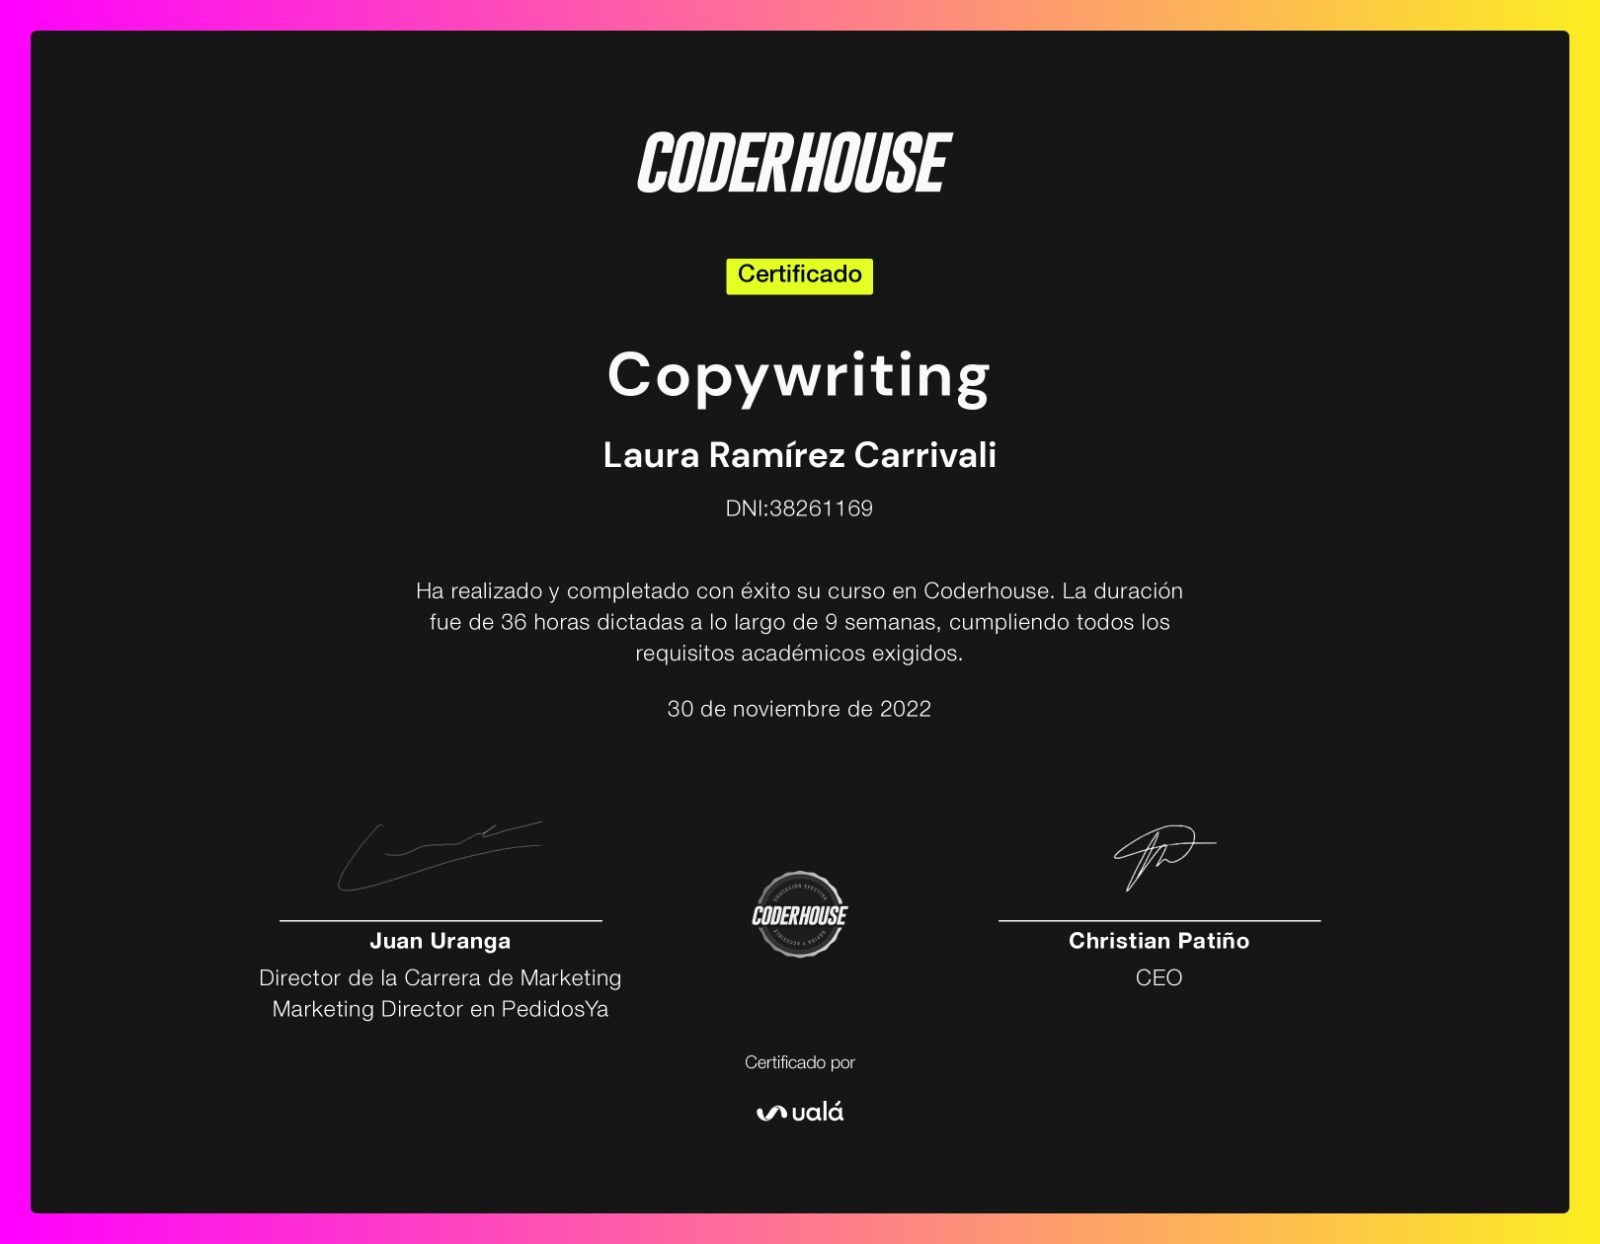 CODERHOUSE
Certificado
Copywriting
Laura Ramírez Carrivali
DNI:38261169
Ha realizado y completado con éxito su curso en Coderhouse. La duración
fue de 36 horas dictadas a lo largo de 9 semanas, cumpliendo todos los
requisitos académicos exigidos.
30 de noviembre de 2022
EDUCACIÓN EFECTIVA
CODERHOUSE
RÁPIDA Y ACCESIBLE
Juan Uranga
Director de la Carrera de Marketing
Marketing Director en PedidosYa
Christian Patiño
CEO
Certificado por
ualá